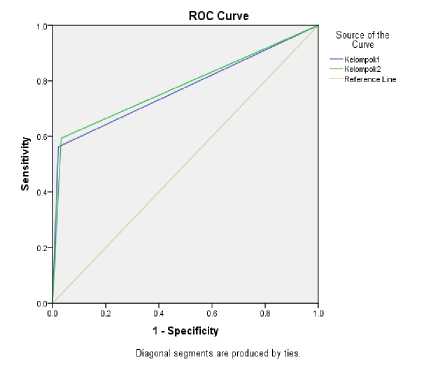 ROC Curve
Source of the
Curve
Kelompok1
Kelompok2
Reference Line
1.0
0.8
0.6
0.4
0.2
0.0
Sensitivity
0.0
0.2
0.4
0.6
0.8
1.0
1 - Specificity
Diagonal segments are produced by ties.